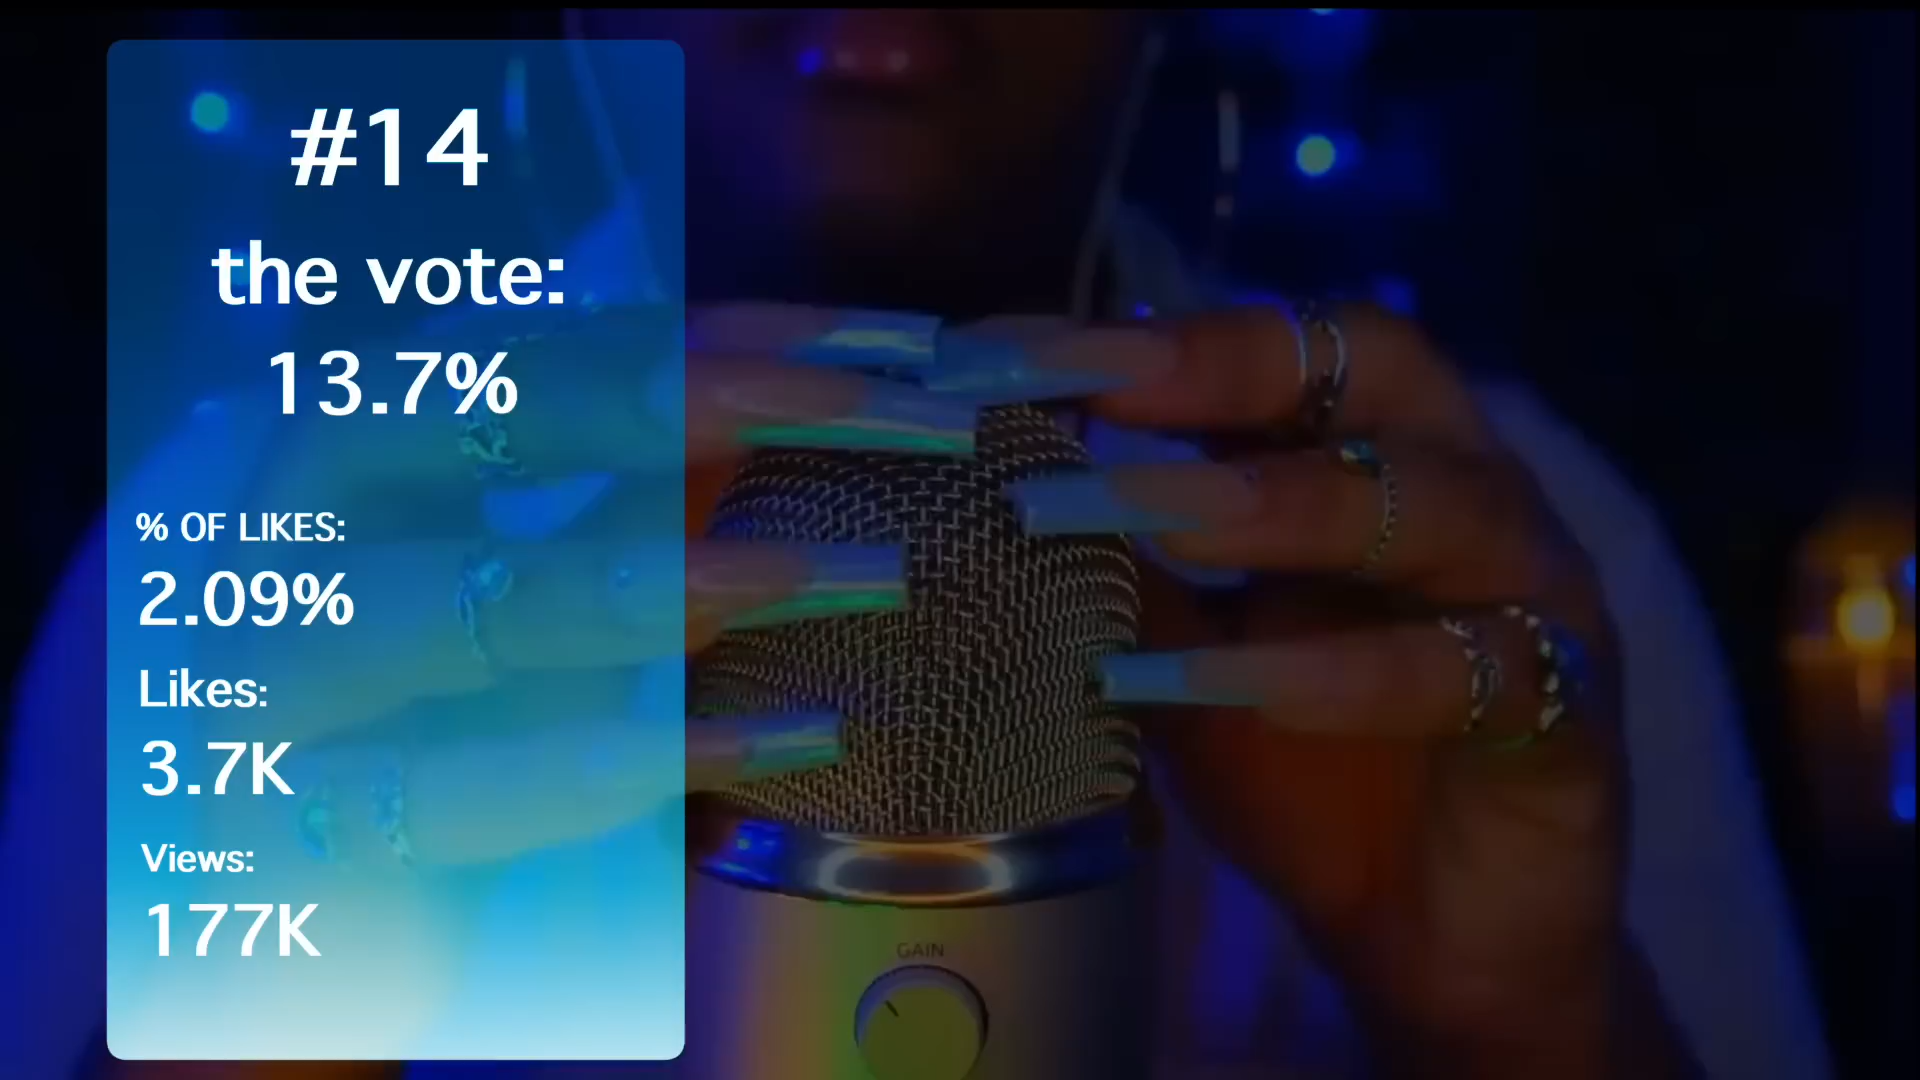 #14
the vote:
13.7%
% OF LIKES:
2.09%
Likes:
3.7K
Views:
177K
GAIN